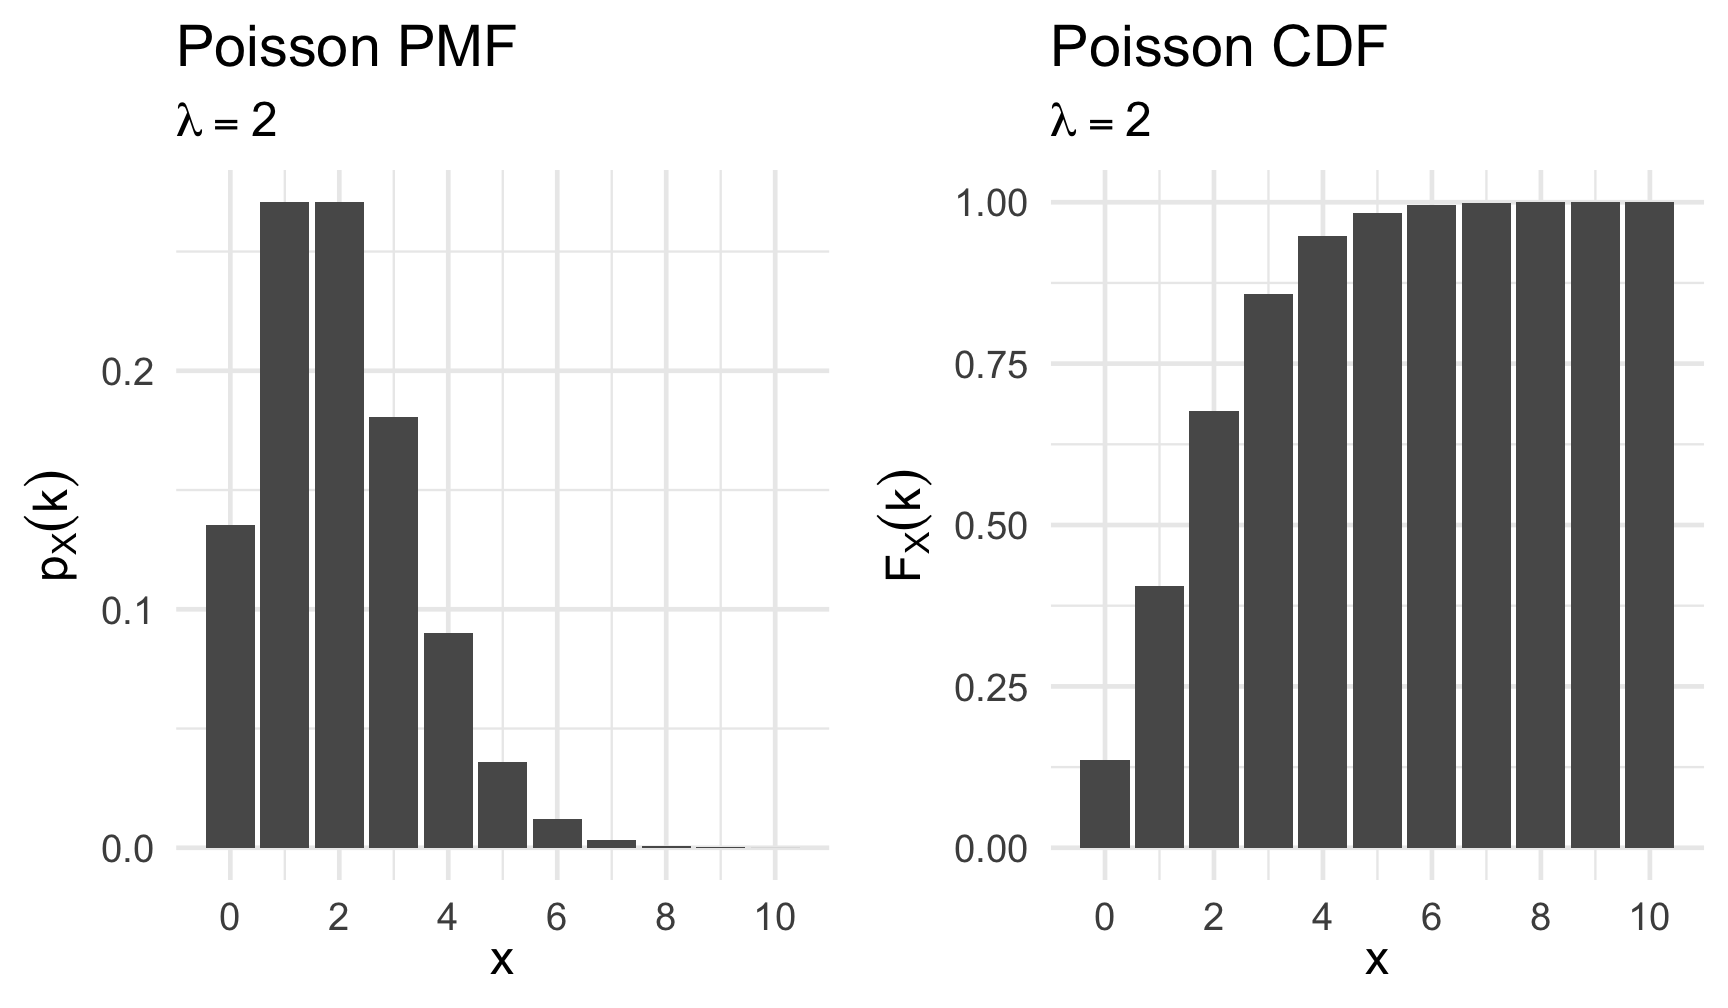 Poisson PMF
λ = 2
pX(k)
0.2
0.1
0.0
0 2 4 6 8 10
x
Poisson CDF
λ = 2
FX(k)
1.00
0.75
0.50
0.25
0.00
0 2 4 6 8 10
x